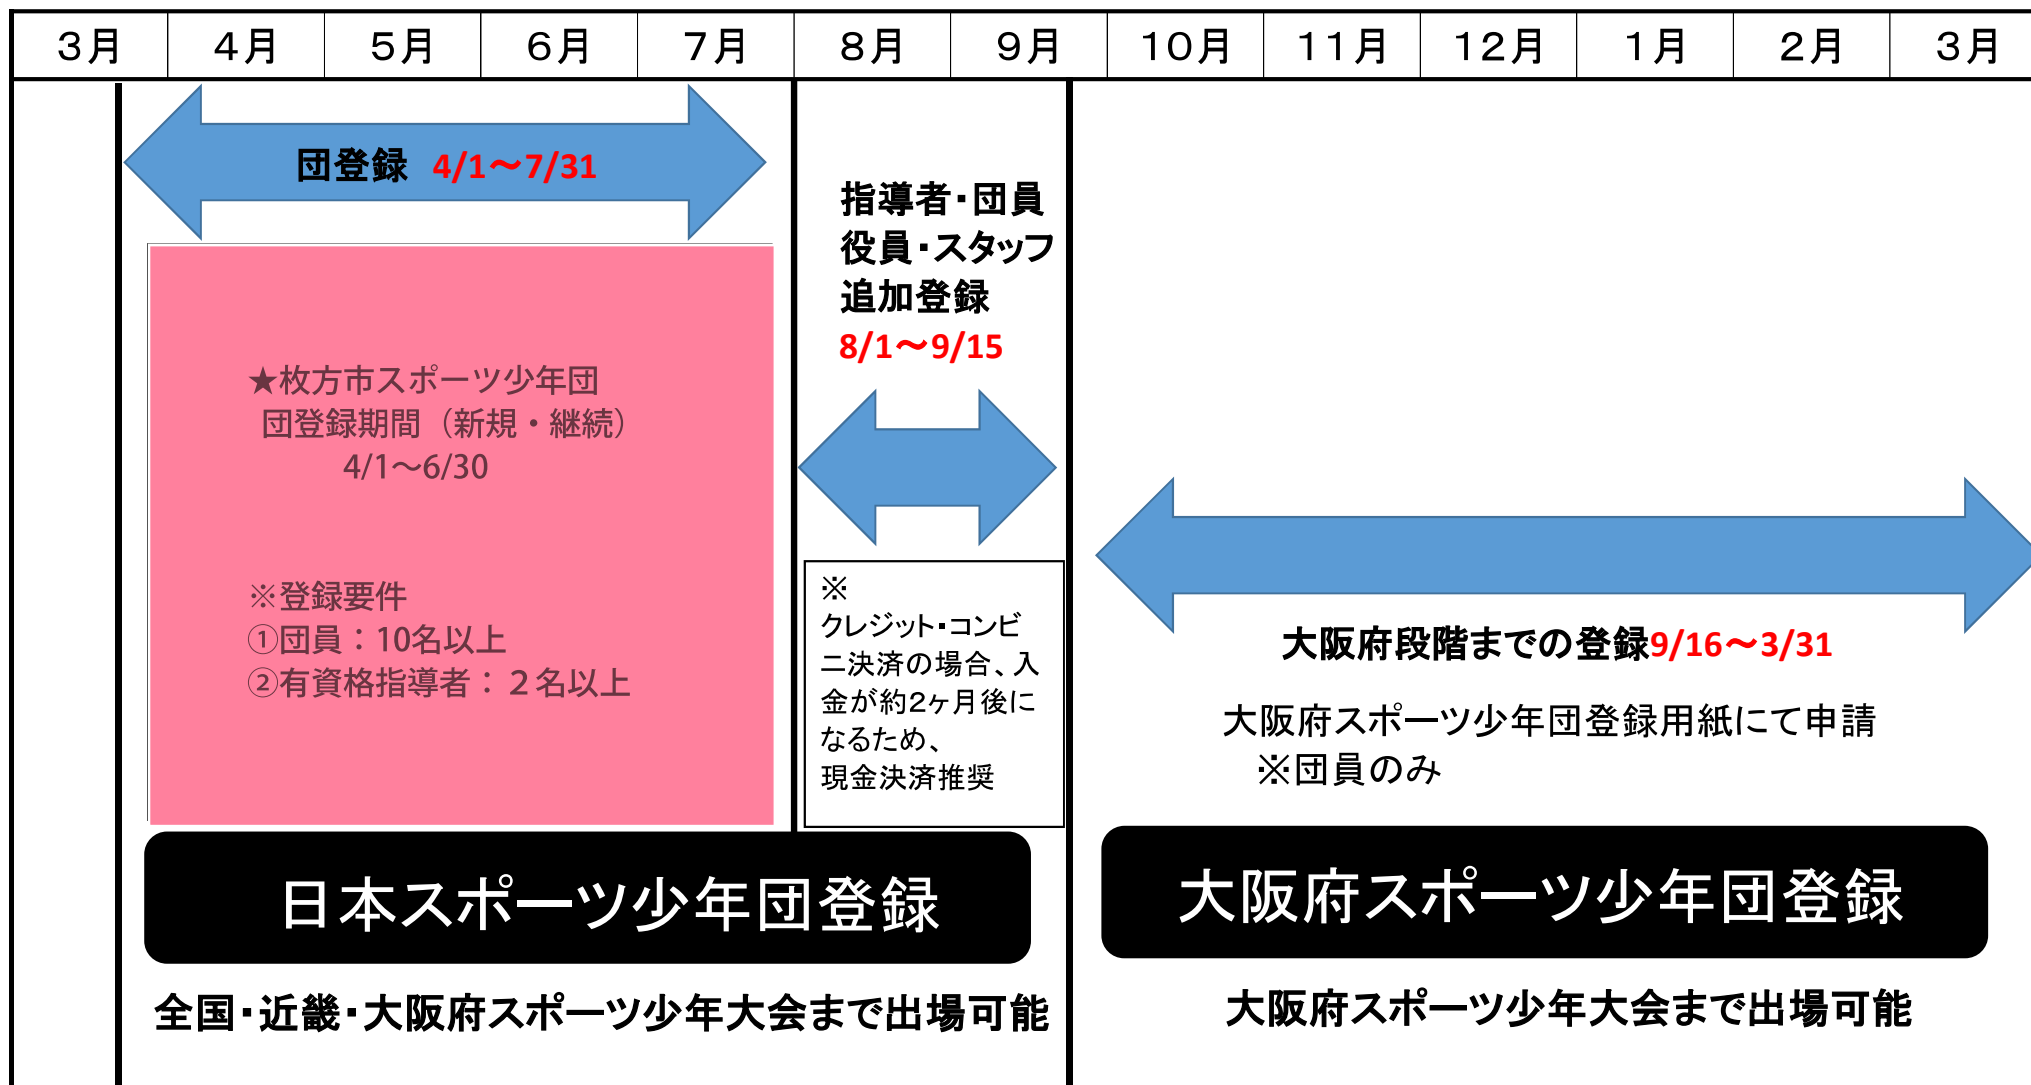 3月 4月 5月 6月 7月 8月 9月 10月 11月 12月 1月 2月 3月
団登録 4/1～7/31
★枚方市スポーツ少年団
団登録期間（新規・継続）
4/1～6/30
※登録要件
①団員：10名以上
②有資格指導者：２名以上
指導者・団員
役員・スタッフ
追加登録
8/1～9/15
※
クレジット・コンビ
ニ決済の場合、入
金が約2ヶ月後に
なるため、
現金決済推奨
大阪府段階までの登録9/16～3/31
大阪府スポーツ少年団登録用紙にて申請
※団員のみ
日本スポーツ少年団登録
大阪府スポーツ少年団登録
全国・近畿・大阪府スポーツ少年大会まで出場可能
大阪府スポーツ少年大会まで出場可能